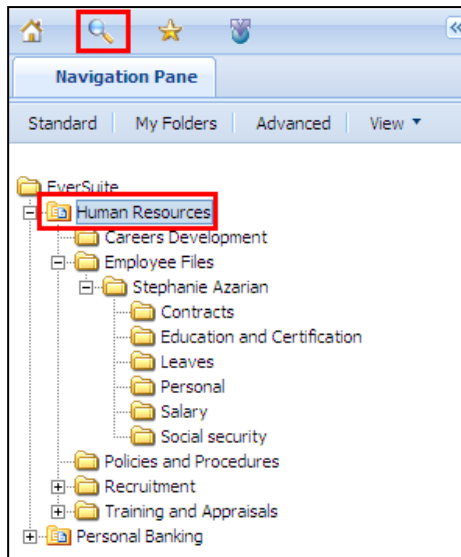 Navigation Pane
Standard My Folders Advanced View
EverSuite
Human Resources
Careers Development
Employee Files
Stephanie Azarian
Contracts
Education and Certification
Leaves
Personal
Salary
Social security
Policies and Procedures
Recruitment
Training and Appraisals
Personal Banking